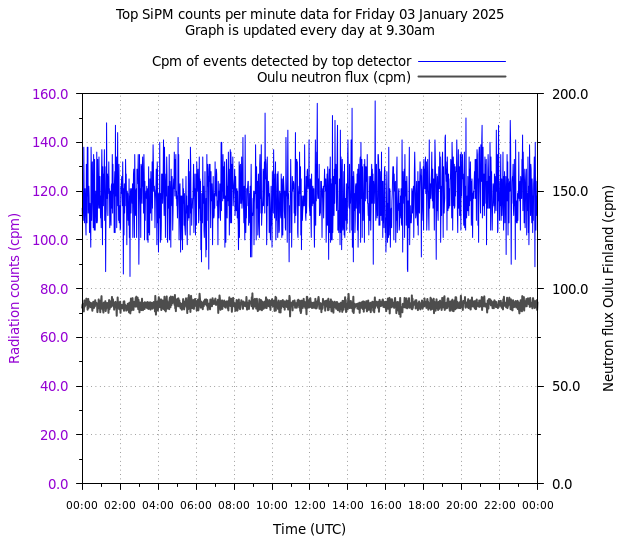 Top SiPM counts per minute data for Friday 03 January 2025
Graph is updated every day at 9.30am
Cpm of events detected by top detector
Oulu neutron flux (cpm)
160.0
140.0
120.0
100.0
80.0
60.0
40.0
20.0
0.0
Radiation counts (cpm)
200.0
150.0
100.0
50.0
0.0
Neutron flux Oulu Finland (cpm)
00:00 02:00 04:00 06:00 08:00 10:00 12:00 14:00 16:00 18:00 20:00 22:00 00:00
Time (UTC)